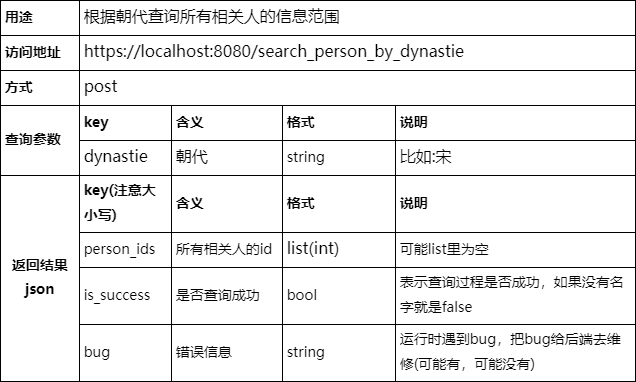 用途 根据朝代查询所有相关人的信息范围
访问地址 https://localhost:8080/search_person_by_dynastie
方式 post
查询参数 key 含义 格式 说明
dynastie 朝代 string 比如:宋
返回结果 json
key(注意大小写) 含义 格式 说明
person_ids 所有相关人的id list(int) 可能list里为空
is_success 是否查询成功 bool 表示查询过程是否成功，如果没有名字就是false
bug 错误信息 string 运行时遇到bug，把bug给后端去维修(可能有，可能没有)